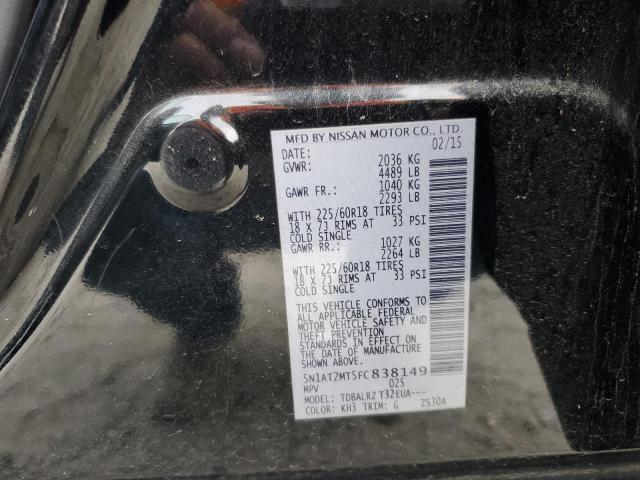 MFD BY NISSAN MOTOR CO., LTD.
DATE: 02/15
GVWR: 2036 KG
4489 LB
GAWR FR.: 1040 KG
2293 LB
WITH 225/60R18 TIRES
18 X 7J RIMS AT 33 PSI
COLD SINGLE
GAWR RR.: 1027 KG
2264 LB
WITH 225/60R18 TIRES
18 X 7J RIMS AT 33 PSI
COLD SINGLE
THIS VEHICLE CONFORMS TO
ALL APPLICABLE FEDERAL
MOTOR VEHICLE SAFETY AND
THEFT PREVENTION
STANDARDS IN EFFECT ON
THE DATE OF MANUFACTURE
SHOWN ABOVE.
5N1AT2MT5FC838149
MPV 025
MODEL: TDBALRZ T32EUA---
COLOR: KH3 TRIM: G ZS30A